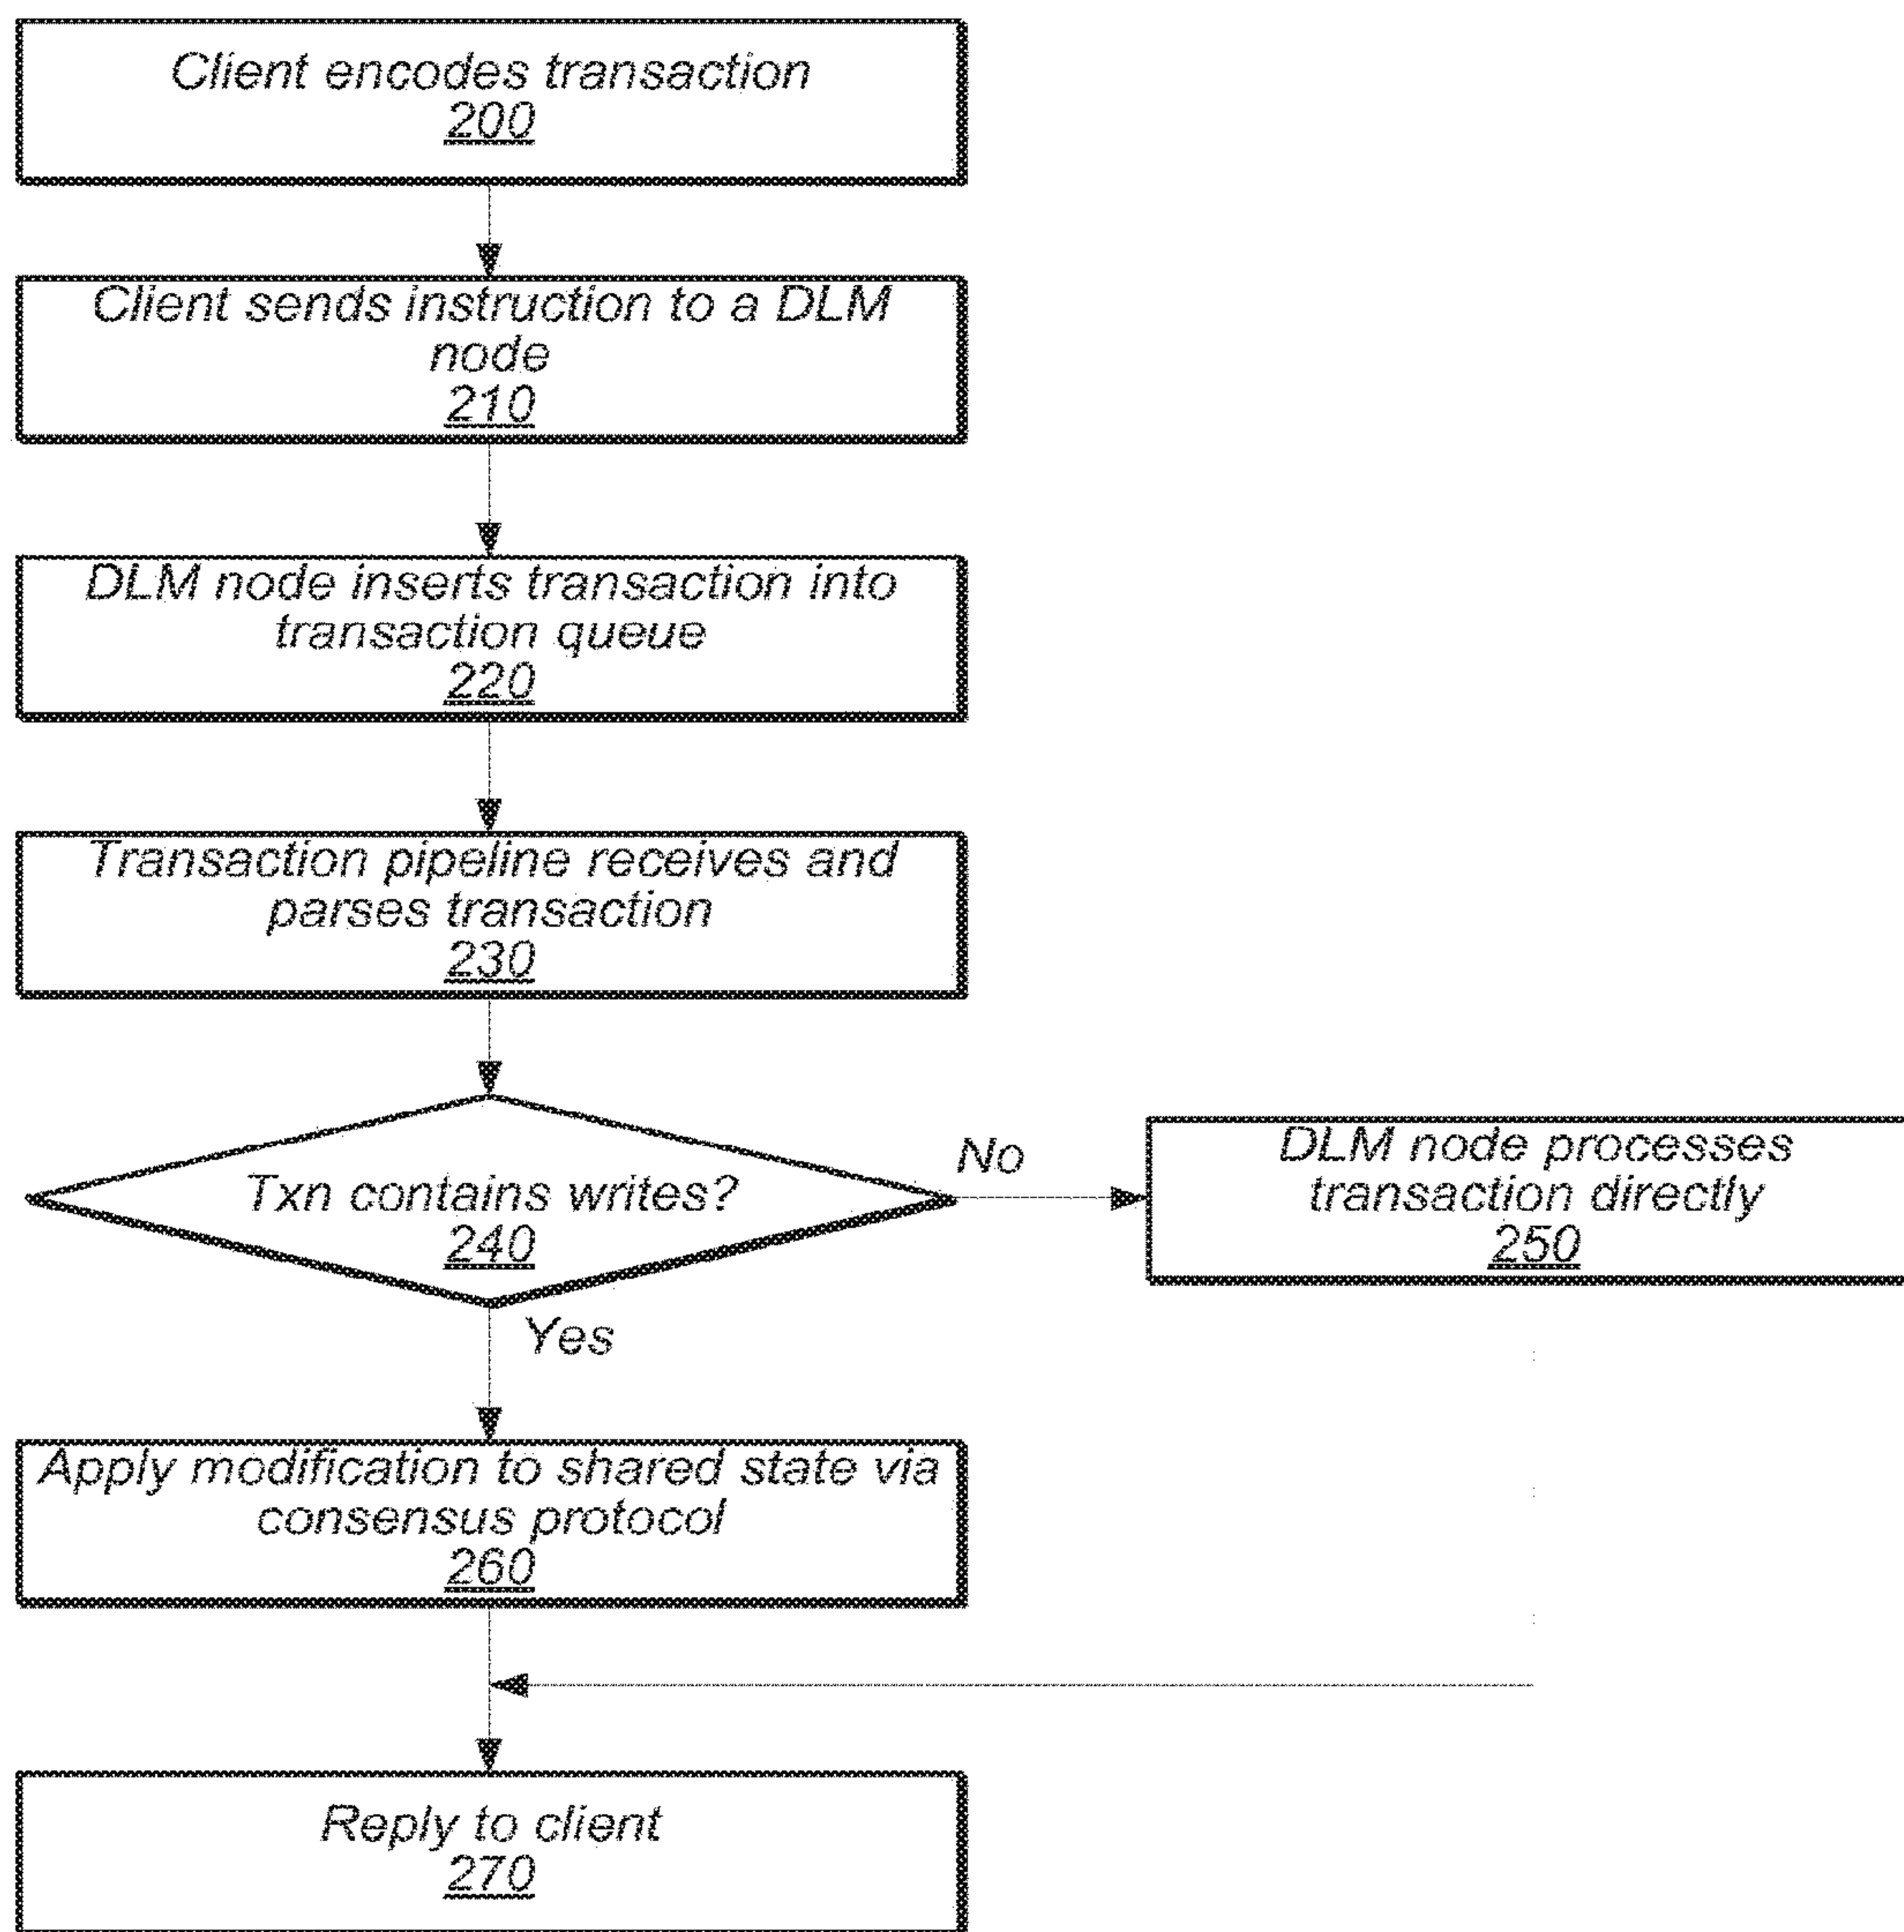 Client encodes transaction
200
Client sends instruction to a DLM
node
210
DLM node inserts transaction into
transaction queue
220
Transaction pipeline receives and
parses transaction
230
Txn contains writes?
240
No
DLM node processes
transaction directly
250
Yes
Apply modification to shared state via
consensus protocol
260
Reply to client
270